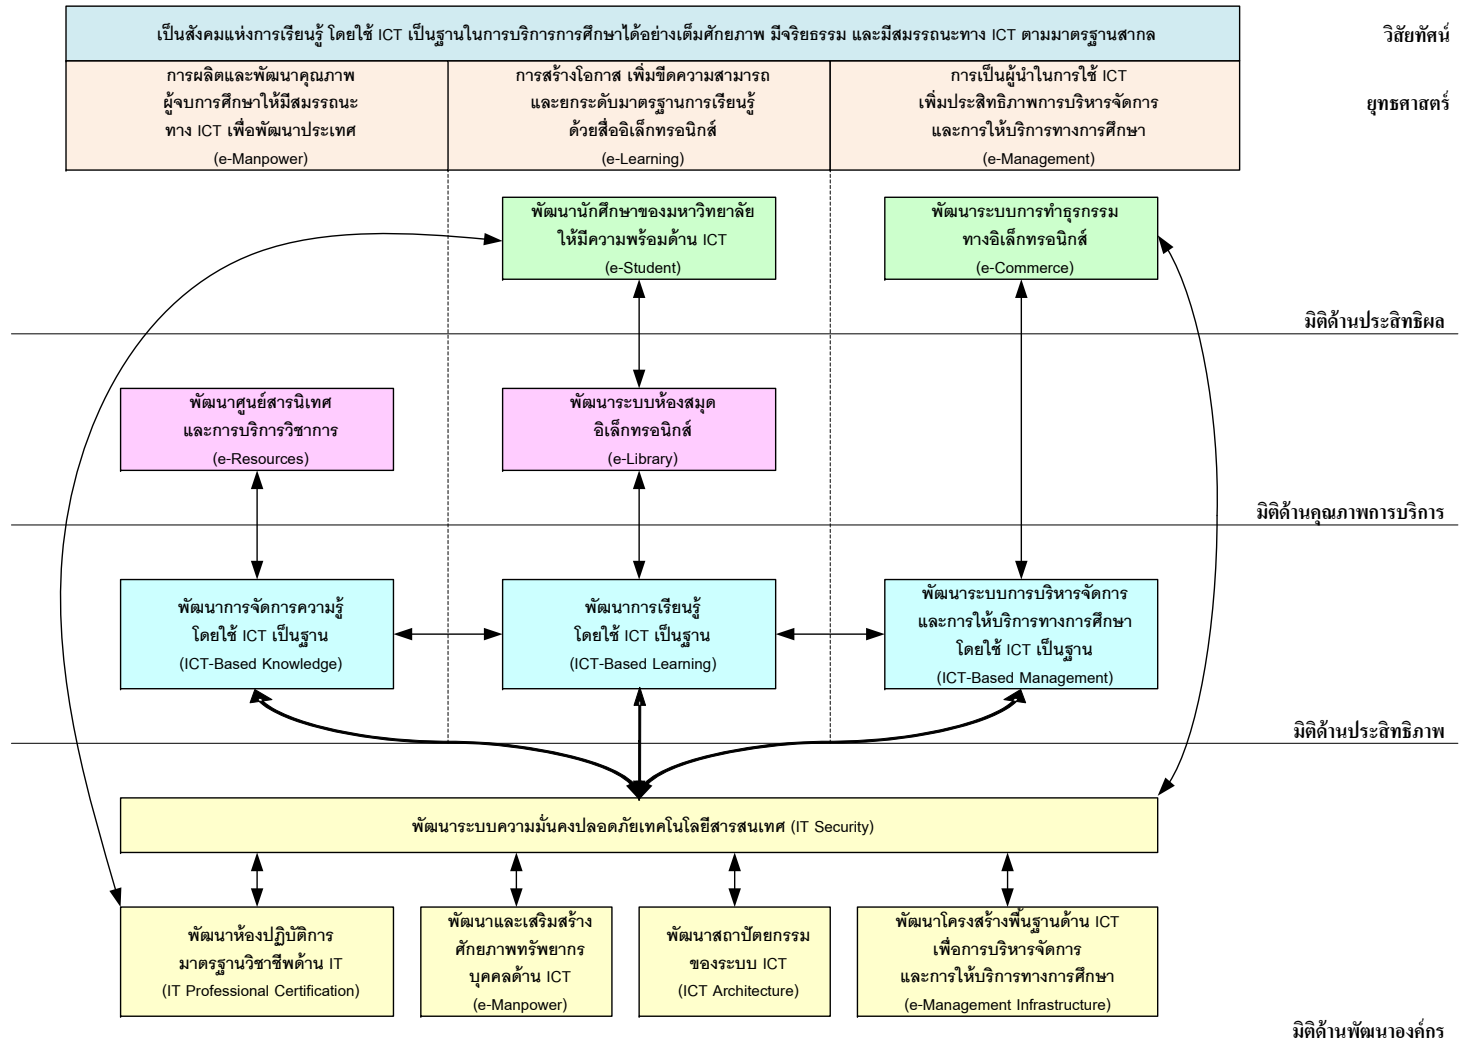 เป็นสังคมแห่งการเรียนรู้ โดยใช้ ICT เป็นฐานในการบริการการศึกษาได้อย่างเต็มศักยภาพ มีจริยธรรม และมีสมรรถนะทาง ICT ตามมาตรฐานสากล
วิสัยทัศน์
การผลิตและพัฒนาคุณภาพ
ผู้จบการศึกษาให้มีสมรรถนะ
ทาง ICT เพื่อพัฒนาประเทศ
(e-Manpower)
การสร้างโอกาส เพิ่มขีดความสามารถ
และยกระดับมาตรฐานการเรียนรู้
ด้วยสื่ออิเล็กทรอนิกส์
(e-Learning)
การเป็นผู้นำในการใช้ ICT
เพิ่มประสิทธิภาพการบริหารจัดการ
และการให้บริการทางการศึกษา
(e-Management)
ยุทธศาสตร์
พัฒนานักศึกษาของมหาวิทยาลัย
ให้มีความพร้อมด้าน ICT
(e-Student)
พัฒนาระบบการทำธุรกรรม
ทางอิเล็กทรอนิกส์
(e-Commerce)
มิติด้านประสิทธิผล
พัฒนาศูนย์สารนิเทศ
และการบริการวิชาการ
(e-Resources)
พัฒนาระบบห้องสมุด
อิเล็กทรอนิกส์
(e-Library)
มิติด้านคุณภาพการบริการ
พัฒนาการจัดการความรู้
โดยใช้ ICT เป็นฐาน
(ICT-Based Knowledge)
พัฒนาการเรียนรู้
โดยใช้ ICT เป็นฐาน
(ICT-Based Learning)
พัฒนาระบบการบริหารจัดการ
และการให้บริการทางการศึกษา
โดยใช้ ICT เป็นฐาน
(ICT-Based Management)
มิติด้านประสิทธิภาพ
พัฒนาระบบความมั่นคงปลอดภัยเทคโนโลยีสารสนเทศ (IT Security)
พัฒนาห้องปฏิบัติการ
มาตรฐานวิชาชีพด้าน IT
(IT Professional Certification)
พัฒนาและเสริมสร้าง
ศักยภาพทรัพยากร
บุคคลด้าน ICT
(e-Manpower)
พัฒนาสถาปัตยกรรม
ของระบบ ICT
(ICT Architecture)
พัฒนาโครงสร้างพื้นฐานด้าน ICT
เพื่อการบริหารจัดการ
และการให้บริการทางการศึกษา
(e-Management Infrastructure)
มิติด้านพัฒนาองค์กร